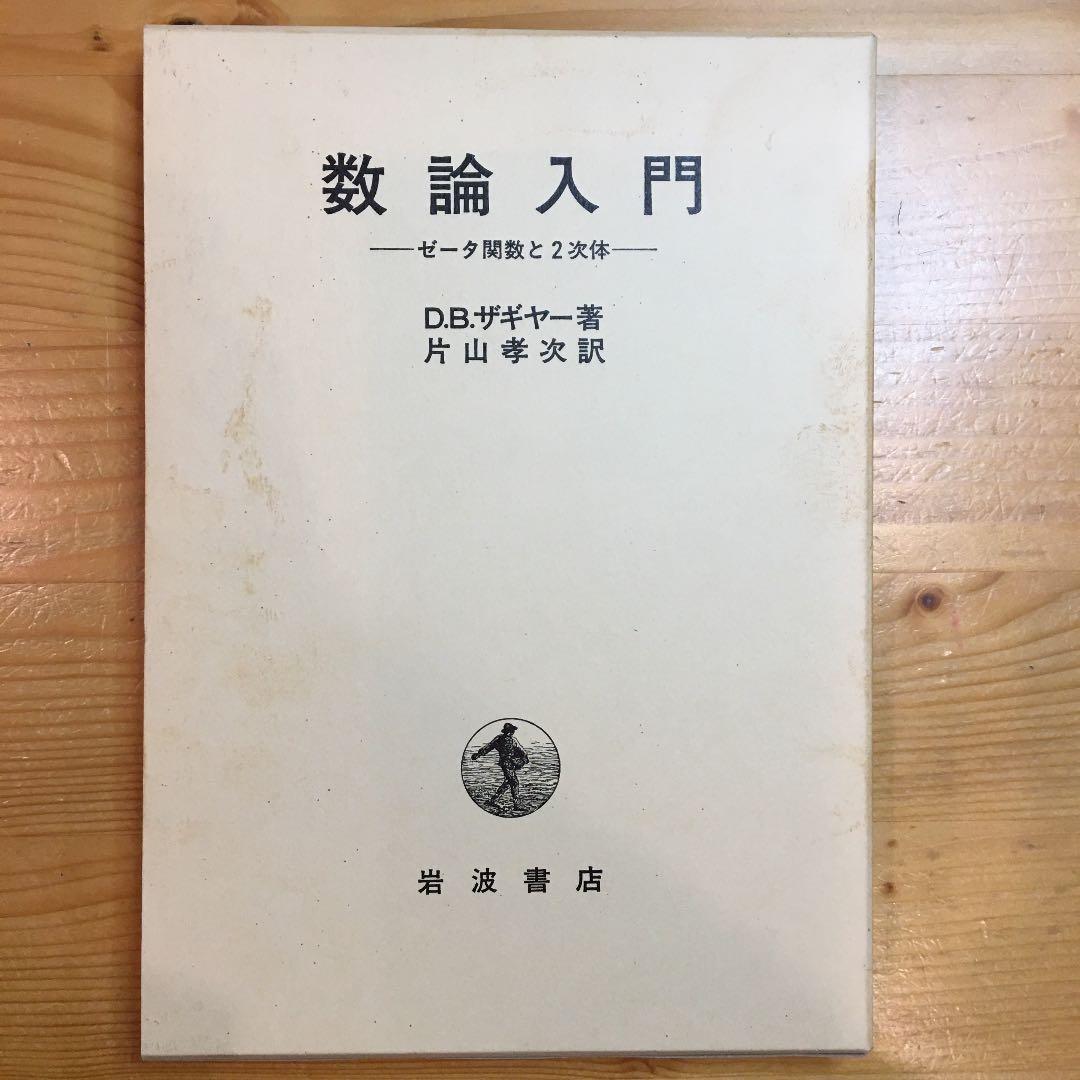 数論入門
——ゼータ関数と2次体——
D.B.ザギヤー著
片山孝次訳
岩波書店